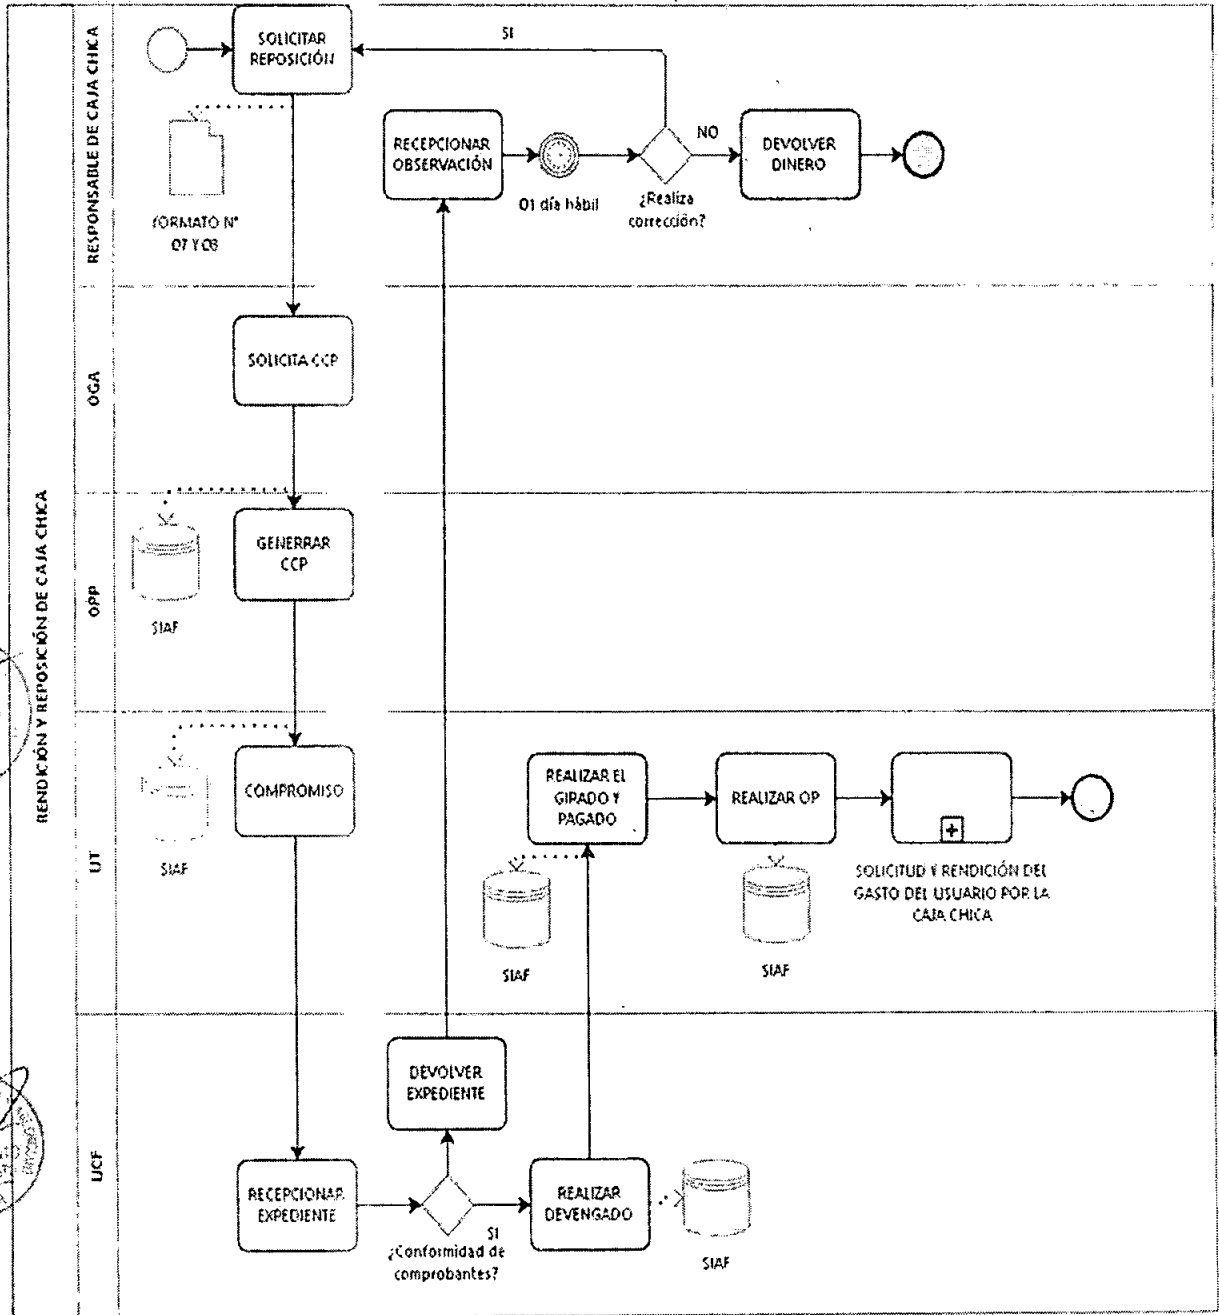 RENDICIÓN Y REPOSICIÓN DE CAJA CHICA
RESPONSABLE DE CAJA CHICA
SOLICITAR
REPOSICIÓN
SI
FORMATO N°
07 Y 08
RECEPCIONAR
OBSERVACIÓN
01 día hábil
¿Realiza
corrección?
NO
DEVOLVER
DINERO
OGA
SOLICITA CCP
OPP
GENERRAR
CCP
SIAF
UT
COMPROMISO
SIAF
REALIZAR EL
GIRADO Y
PAGADO
SIAF
REALIZAR OP
SIAF
SOLICITUD Y RENDICIÓN DEL
GASTO DEL USUARIO POR LA
CAJA CHICA
UCF
DEVOLVER
EXPEDIENTE
RECEPCIONAR
EXPEDIENTE
¿Conformidad de
comprobantes?
SI
REALIZAR
DEVENGADO
SIAF